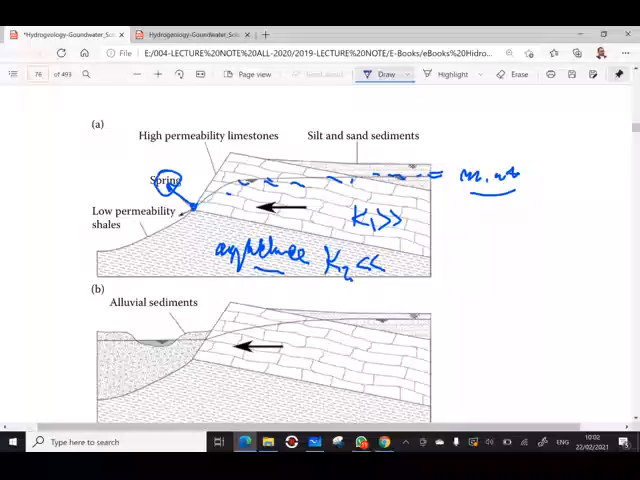 *Hydrogeology-Goundwater_Sol
Hydrogeology-Goundwater_Sol
File
E:/004-LECTURE%20NOTE%20ALL-2020/2019-LECTURE%20NOTE/E-Books/eBooks%20Hidro
76
of 493
Page view
Draw
Highlight
Erase
(a)
High permeability limestones
Silt and sand sediments
Spring
Low permeability
shales
K1>>
K2 <<
(b)
Alluvial sediments
Type here to search
ENG
10:02
22/02/2021